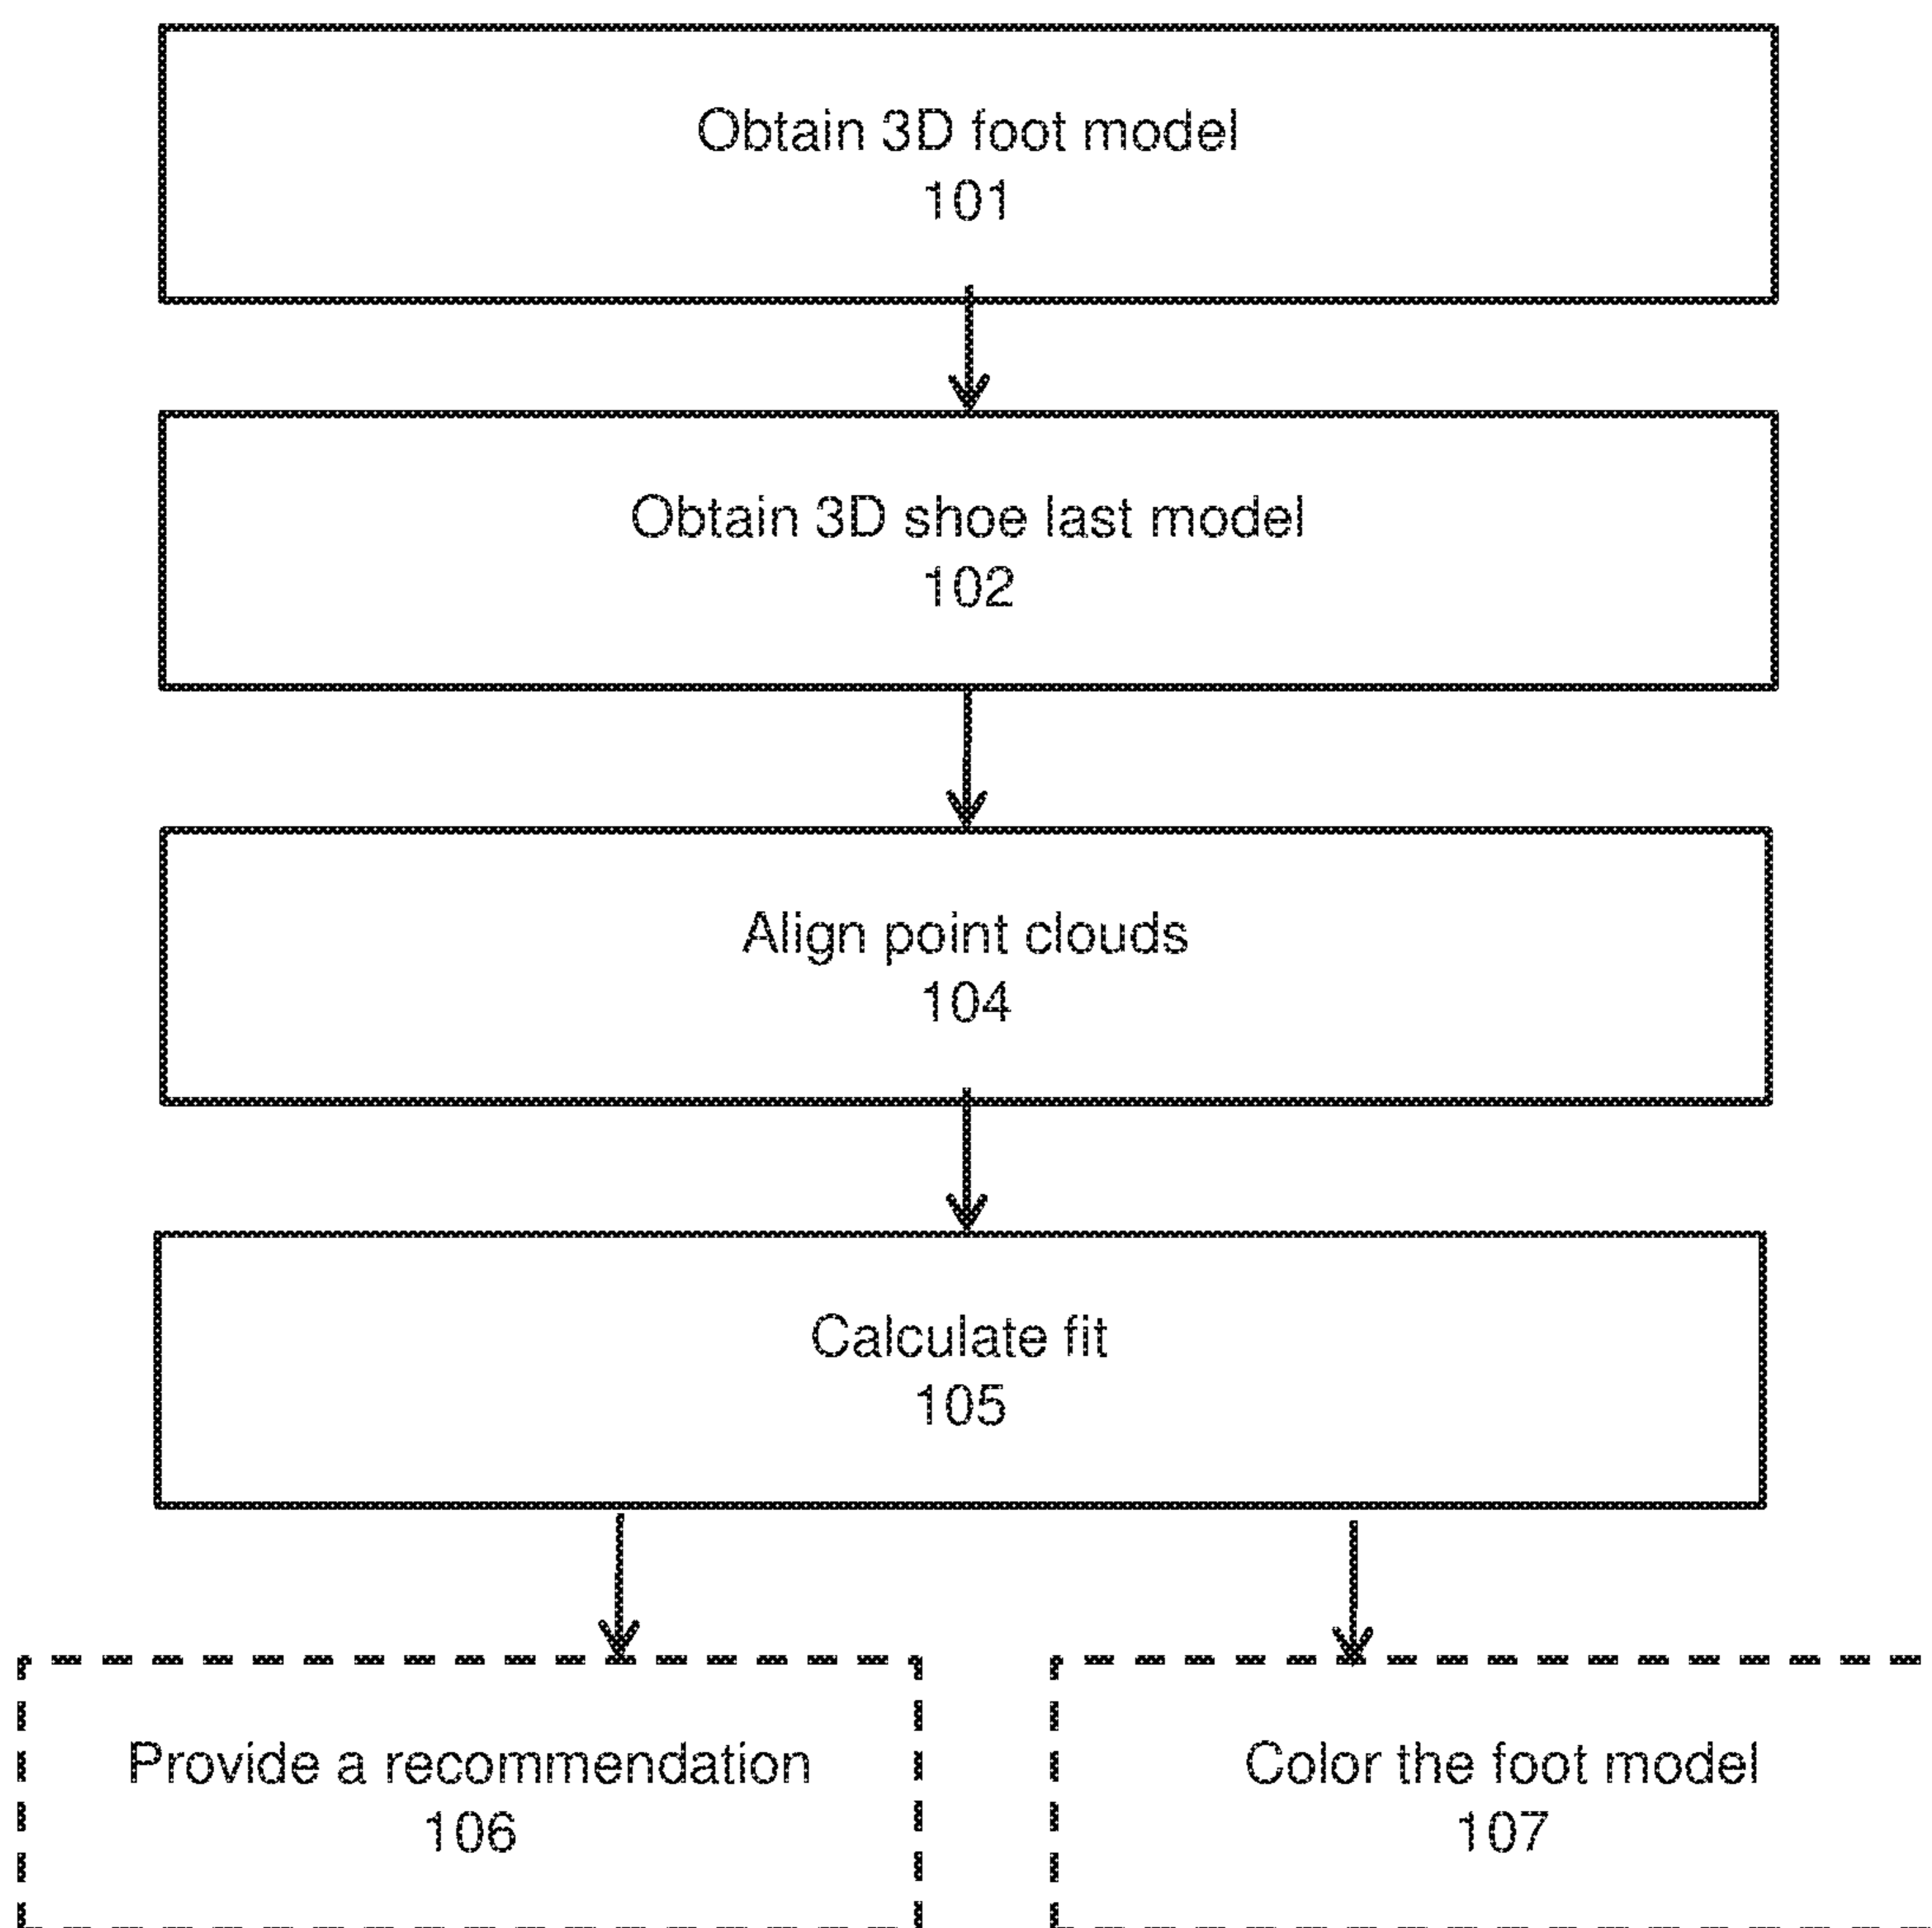 Obtain 3D foot model
101
Obtain 3D shoe last model
102
Align point clouds
104
Calculate fit
105
Provide a recommendation
106
Color the foot model
107